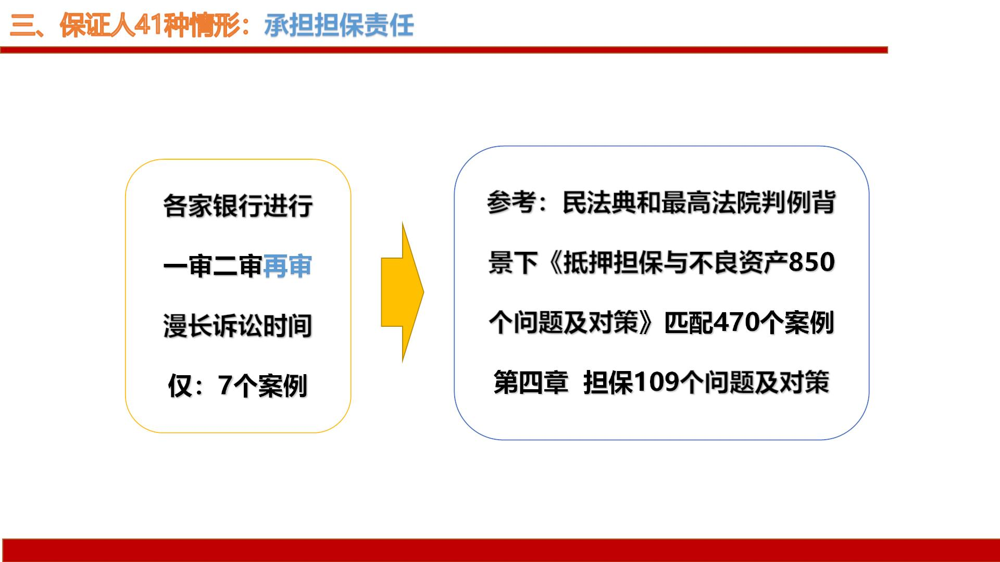 三、保证人41种情形：承担担保责任
各家银行进行
一审二审再审
漫长诉讼时间
仅：7个案例
参考：民法典和最高法院判例背
景下《抵押担保与不良资产850
个问题及对策》匹配470个案例
第四章 担保109个问题及对策